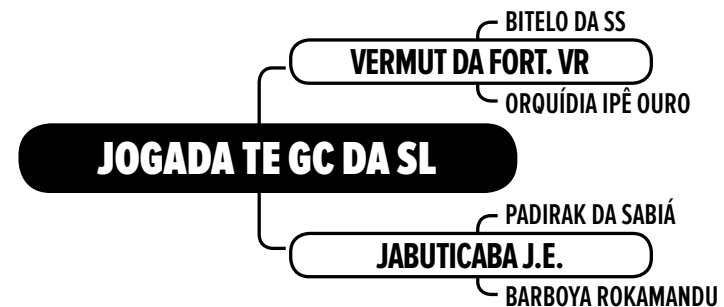 BITELO DA SS
VERMUT DA FORT. VR
ORQUÍDIA IPÊ OURO
JOGADA TE GC DA SL
PADIRAK DA SABIÁ
JABUTICABA J.E.
BARBOYA ROKAMANDU